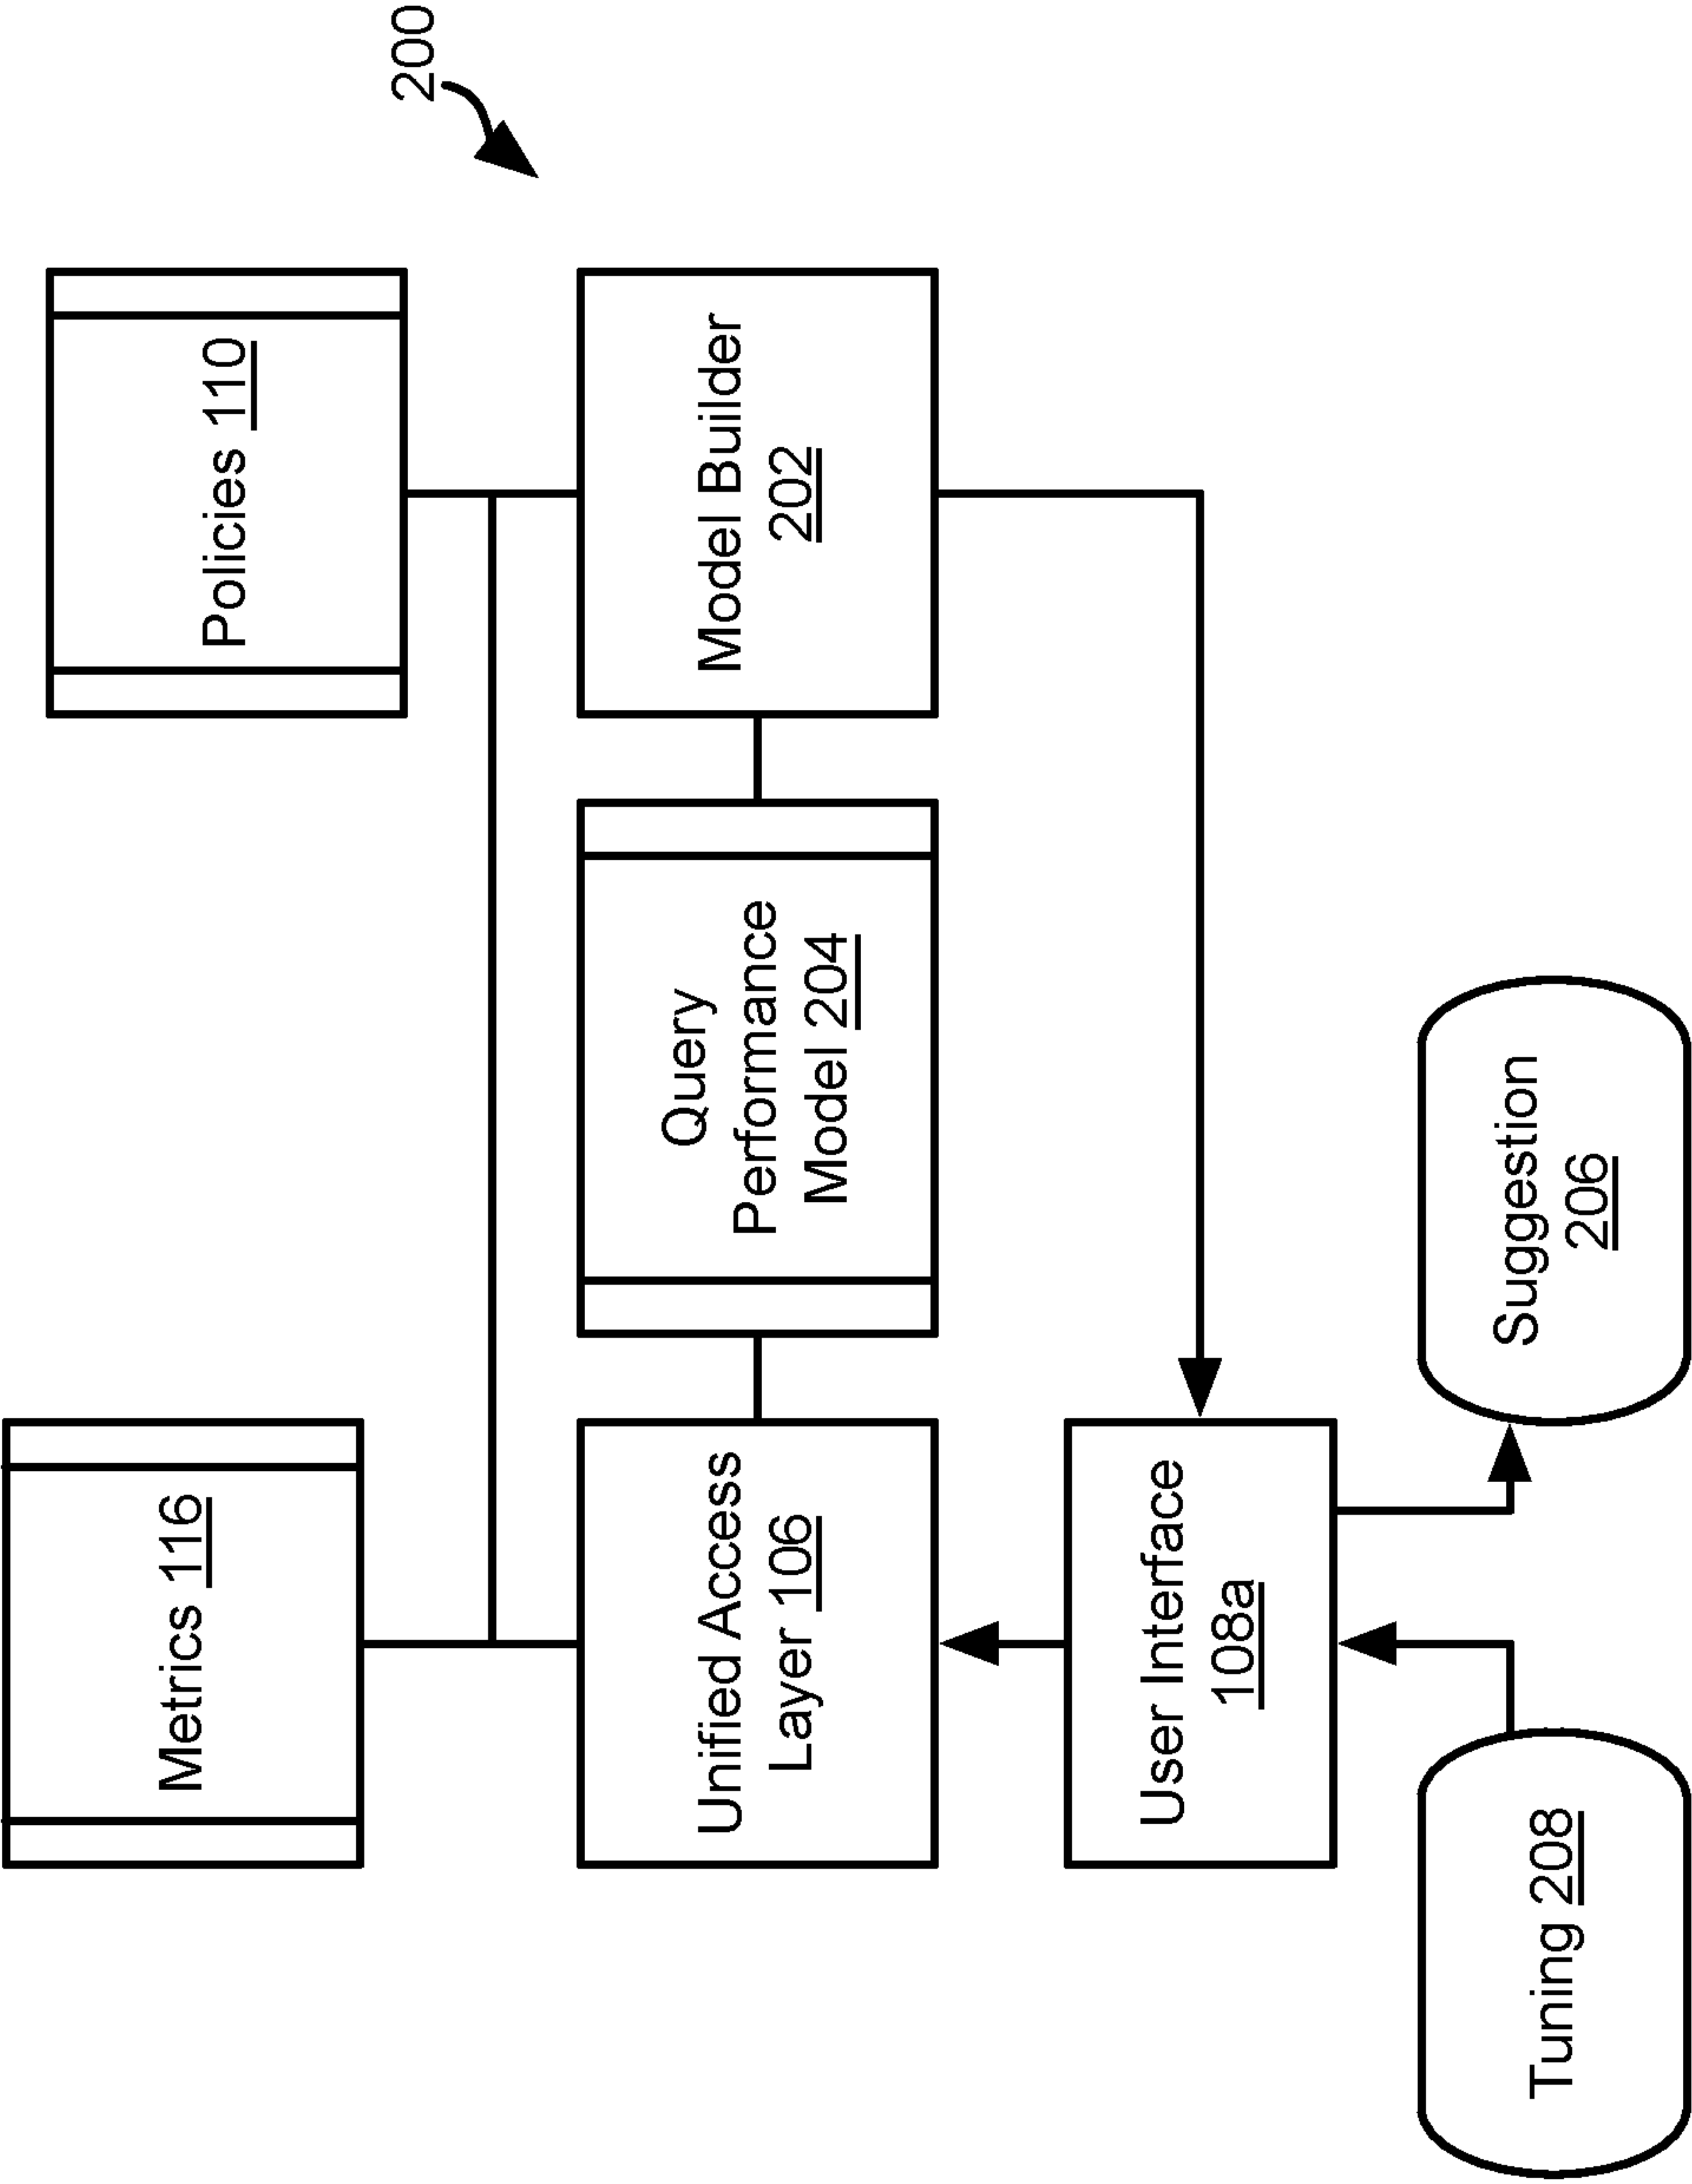 Metrics 116
Policies 110
200
Unified Access
Layer 106
Query
Performance
Model 204
Model Builder
202
User Interface
108a
Tuning 208
Suggestion
206